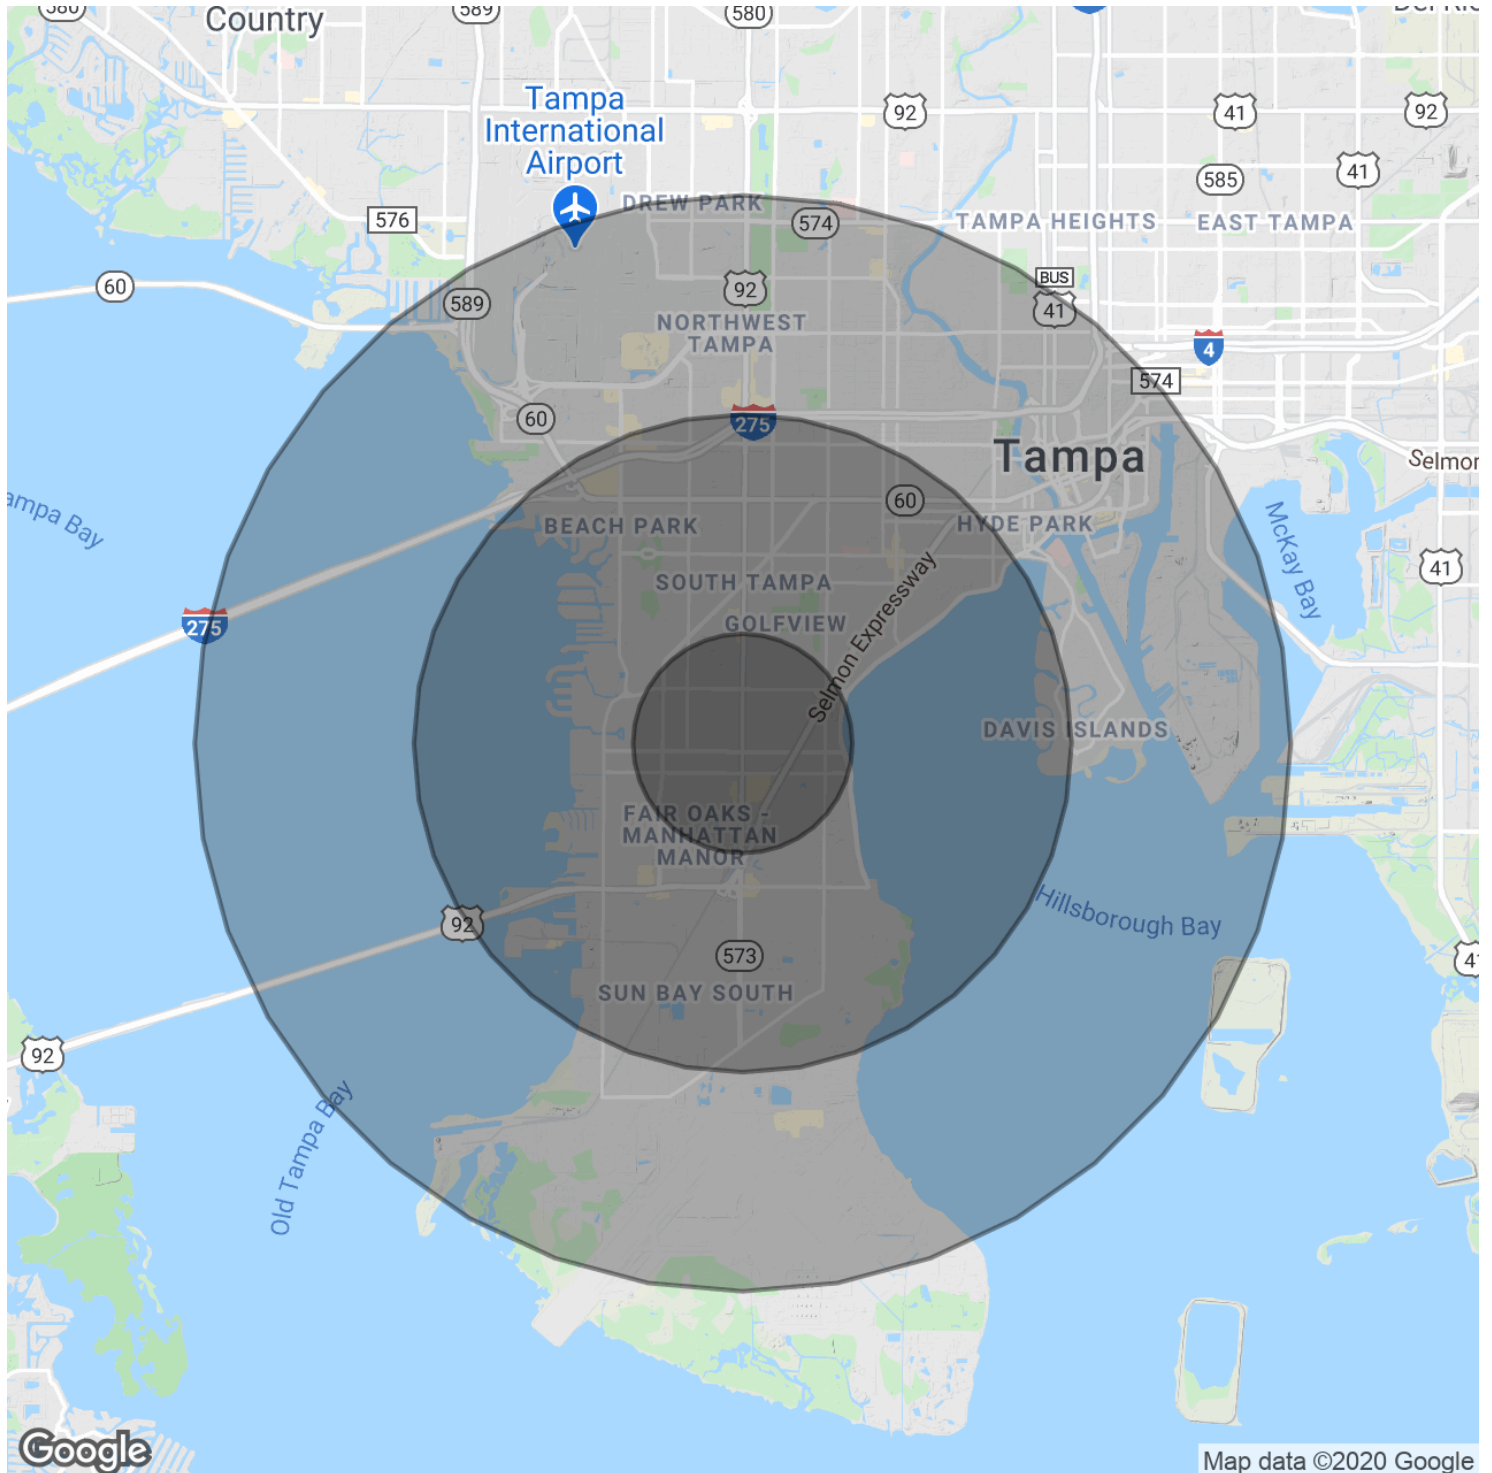 Country
589
580
Tampa
International
Airport
92
41
92
41
585
576
DREW PARK
574
TAMPA HEIGHTS
EAST TAMPA
60
589
92
BUS
41
NORTHWEST
TAMPA
4
574
60
275
Tampa
Selmon
60
ampa Bay
BEACH PARK
HYDE PARK
McKay Bay
41
SOUTH TAMPA
GOLFVIEW
Selmon Expressway
275
DAVIS ISLANDS
FAIR OAKS -
MANHATTAN
MANOR
92
Hillsborough Bay
573
SUN BAY SOUTH
41
92
Old Tampa Bay
Google
Map data ©2020 Google